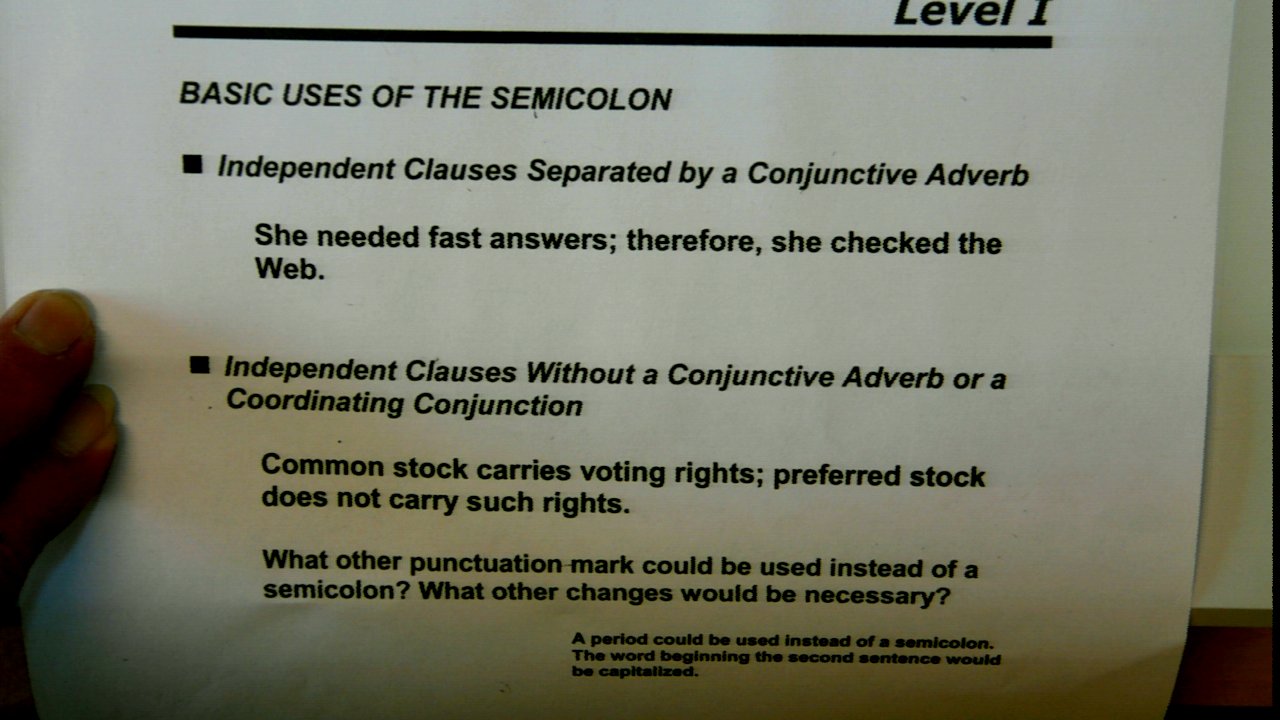 Level I
BASIC USES OF THE SEMICOLON
■ Independent Clauses Separated by a Conjunctive Adverb
She needed fast answers; therefore, she checked the
Web.
■ Independent Clauses Without a Conjunctive Adverb or a
Coordinating Conjunction
Common stock carries voting rights; preferred stock
does not carry such rights.
What other punctuation mark could be used instead of a
semicolon? What other changes would be necessary?
A period could be used instead of a semicolon.
The word beginning the second sentence would
be capitalized.